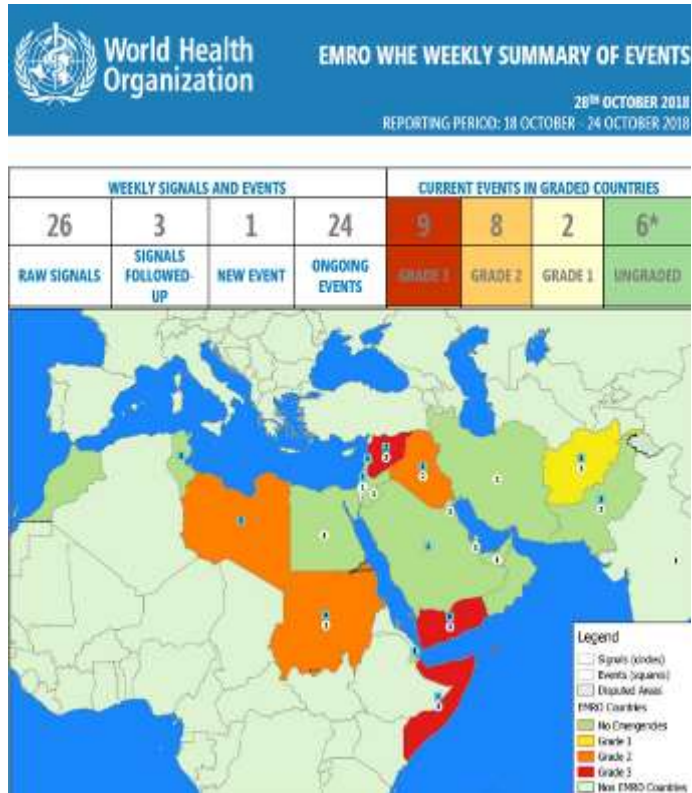 World Health
Organization
EMRO WHE WEEKLY SUMMARY OF EVENTS
28TH OCTOBER 2018
REPORTING PERIOD: 18 OCTOBER - 24 OCTOBER 2018
WEEKLY SIGNALS AND EVENTS
CURRENT EVENTS IN GRADED COUNTRIES
26 3 1 24 9 8 2 6*
RAW SIGNALS
SIGNALS
FOLLOWED-
UP
NEW EVENT
ONGOING
EVENTS
GRADE 3
GRADE 2
GRADE 1
UNGRADED
Legend
Signals (circles)
Events (squares)
Disputed Areas
EMRO Countries
No Emergencies
Grade 1
Grade 2
Grade 3
Non EMRO Countries